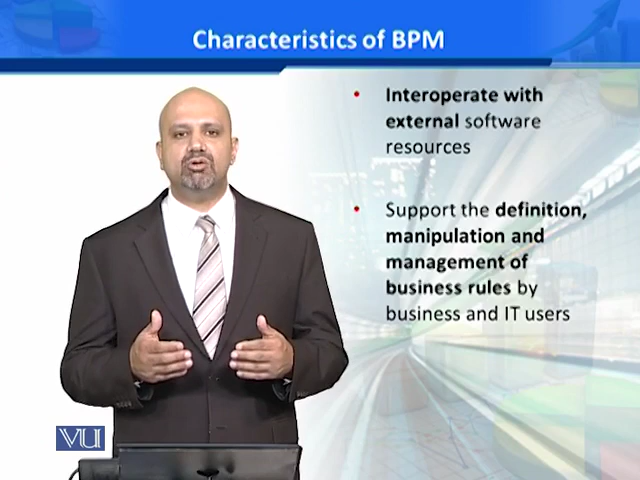 Characteristics of BPM
• Interoperate with
external software
resources
• Support the definition,
manipulation and
management of
business rules by
business and IT users
VU